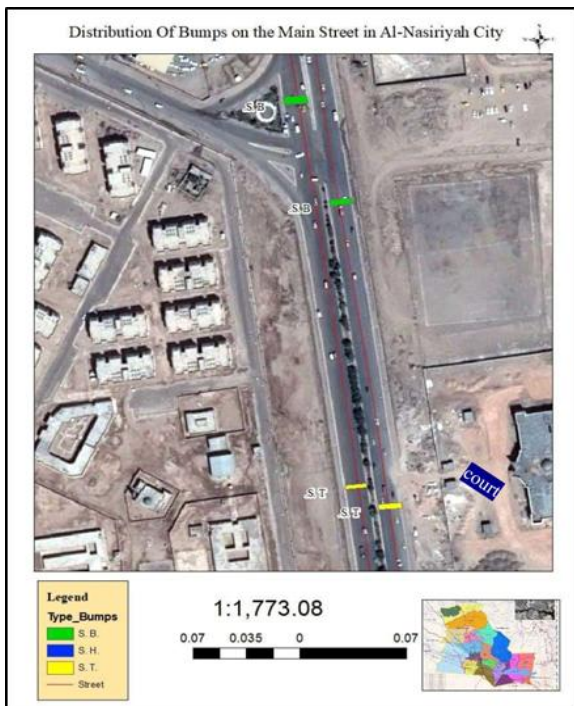 Distribution Of Bumps on the Main Street in Al-Nasiriyah City
.S. B
.S. B
court
.S. T
.S. T
Legend
Type_Bumps
S. B.
S. H.
S. T.
Street
1:1,773.08
0.07 0.035 0 0.07